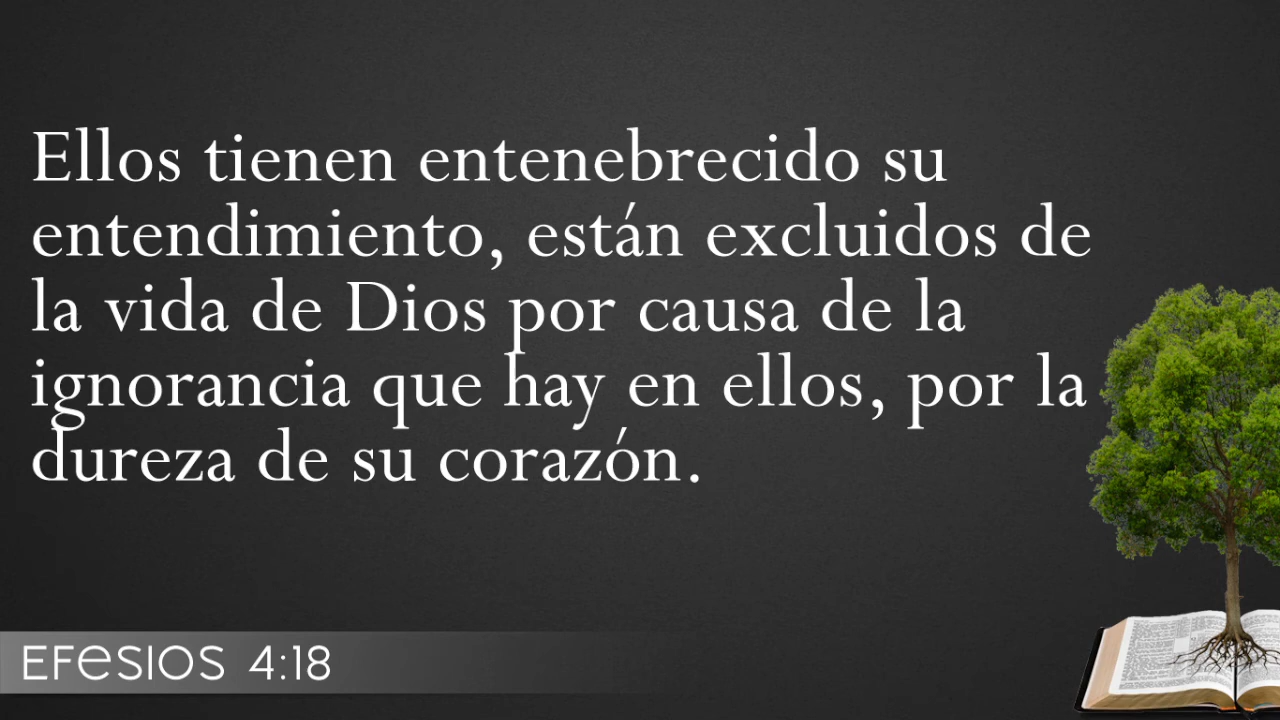 Ellos tienen entenebrecido su
entendimiento, están excluidos de
la vida de Dios por causa de la
ignorancia que hay en ellos, por la
dureza de su corazón.
EFeSIOS 4:18